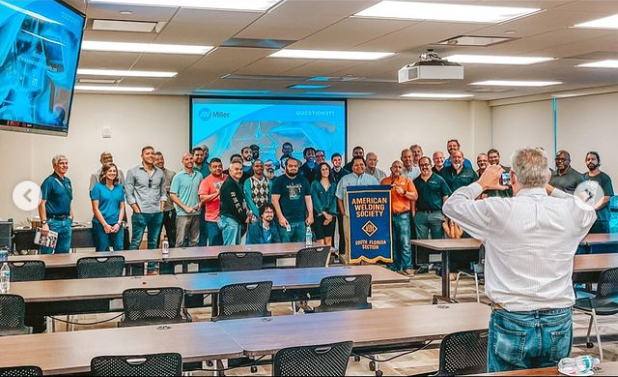 Miller
QUESTIONS?
AMERICAN
WELDING
SOCIETY
SOUTH FLORIDA
SECTION